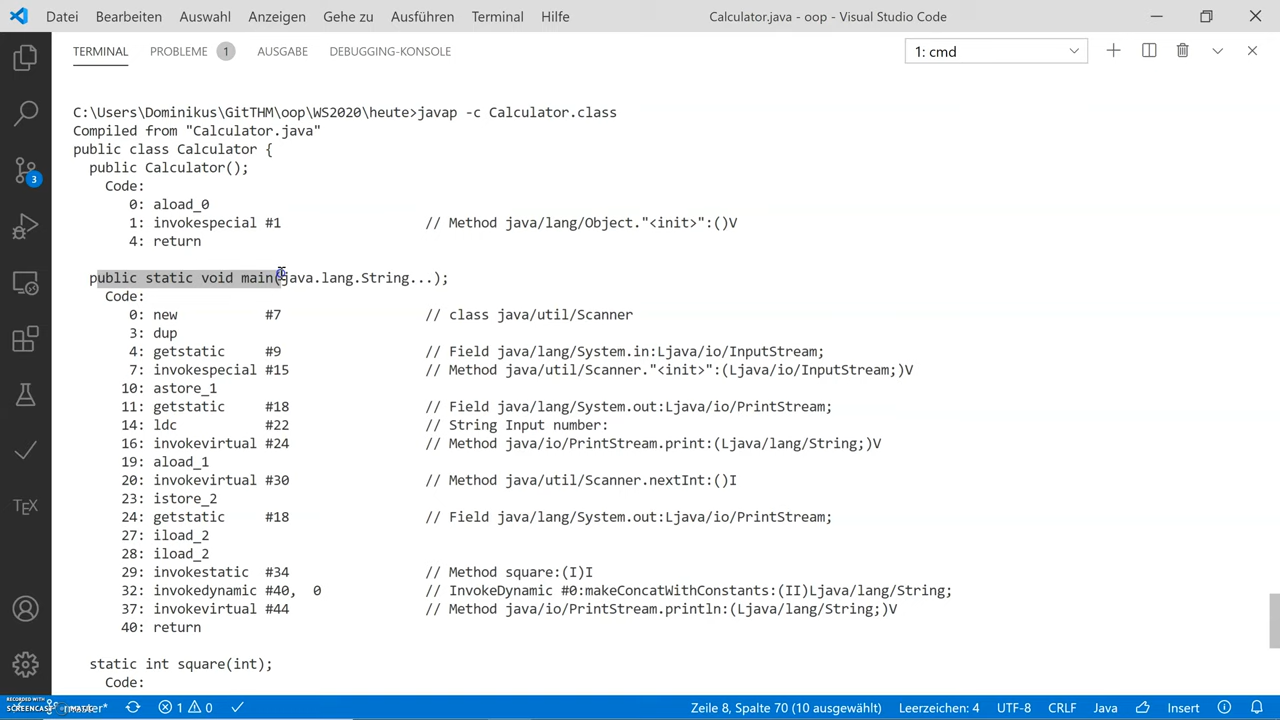 Datei Bearbeiten Auswahl Anzeigen Gehe zu Ausführen Terminal Hilfe Calculator.java - oop - Visual Studio Code
TERMINAL PROBLEME 1 AUSGABE DEBUGGING-KONSOLE 1: cmd
C:\Users\Dominikus\GitTHM\oop\WS2020\heute>javap -c Calculator.class
Compiled from "Calculator.java"
public class Calculator {
public Calculator();
Code:
0: aload_0
1: invokespecial #1 // Method java/lang/Object."<init>":()V
4: return
public static void main(java.lang.String...);
Code:
0: new #7 // class java/util/Scanner
3: dup
4: getstatic #9 // Field java/lang/System.in:Ljava/io/InputStream;
7: invokespecial #15 // Method java/util/Scanner."<init>":(Ljava/io/InputStream;)V
10: astore_1
11: getstatic #18 // Field java/lang/System.out:Ljava/io/PrintStream;
14: ldc #22 // String Input number:
16: invokevirtual #24 // Method java/io/PrintStream.print:(Ljava/lang/String;)V
19: aload_1
20: invokevirtual #30 // Method java/util/Scanner.nextInt:()I
23: istore_2
24: getstatic #18 // Field java/lang/System.out:Ljava/io/PrintStream;
27: iload_2
28: iload_2
29: invokestatic #34 // Method square:(I)I
32: invokedynamic #40, 0 // InvokeDynamic #0:makeConcatWithConstants:(II)Ljava/lang/String;
37: invokevirtual #44 // Method java/io/PrintStream.println:(Ljava/lang/String;)V
40: return
static int square(int);
Code:
3
TEX
RECORDED WITH
SCREENCAST MATIC
master* 1 0 Zeile 8, Spalte 70 (10 ausgewählt) Leerzeichen: 4 UTF-8 CRLF Java Insert